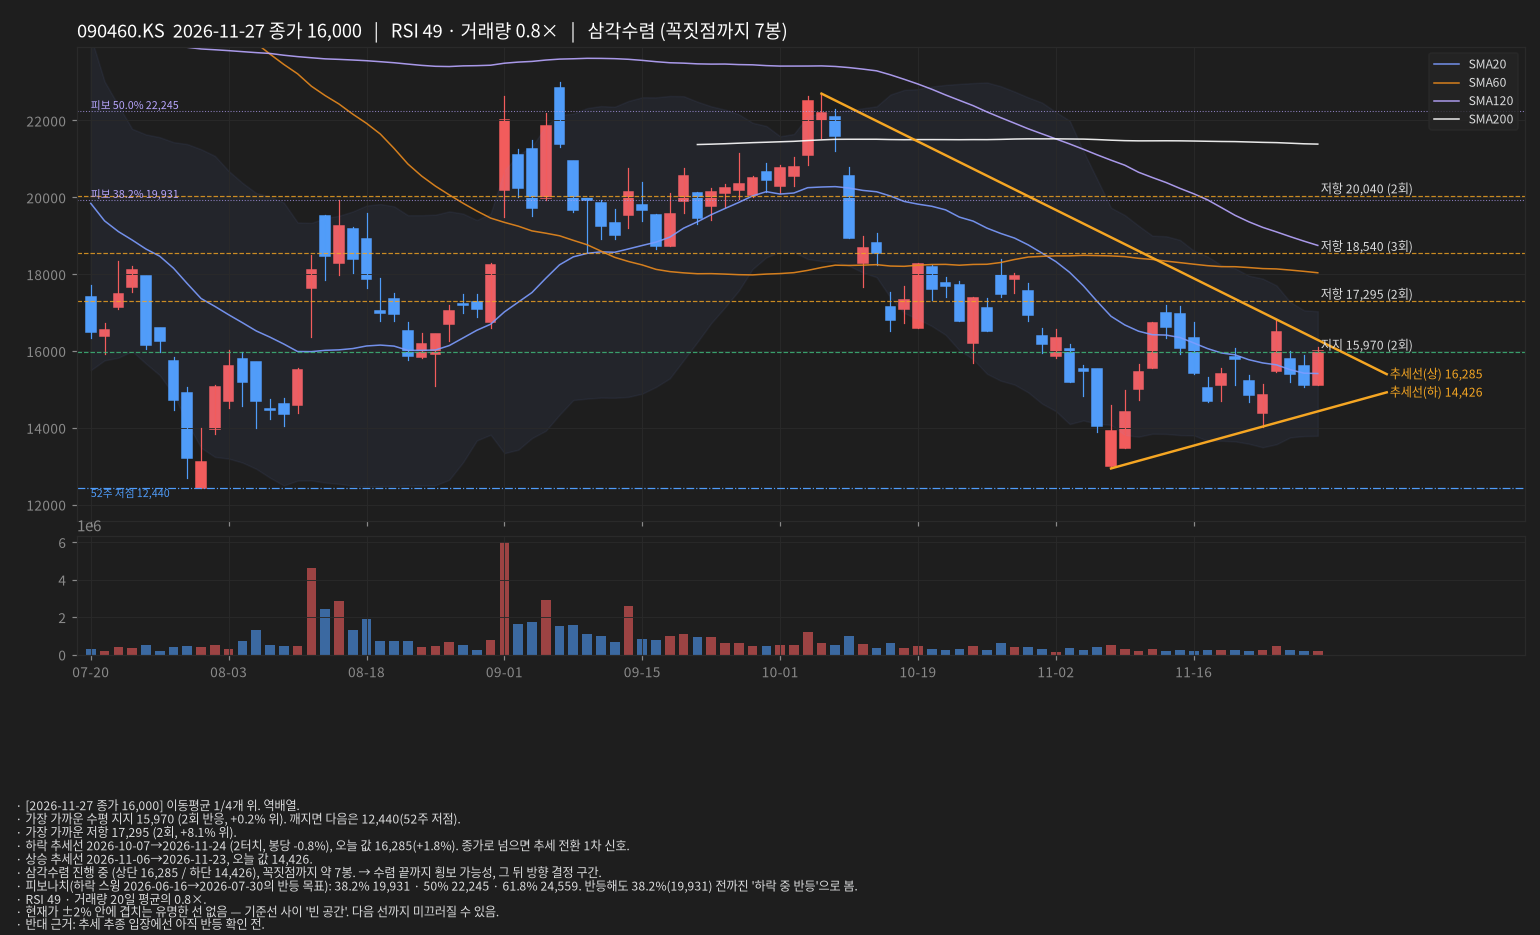 090460.KS 2026-11-27 종가 16,000 | RSI 49 · 거래량 0.8× | 삼각수렴 (꼭짓점까지 7봉)
SMA20
SMA60
SMA120
SMA200
피보 50.0% 22,245
피보 38.2% 19,931
저항 20,040 (2회)
저항 18,540 (3회)
저항 17,295 (2회)
지지 15,970 (2회)
추세선(상) 16,285
추세선(하) 14,426
52주 저점 12,440
22000
20000
18000
16000
14000
12000
1e6
6
4
2
0
07-20 08-03 08-18 09-01 09-15 10-01 10-19 11-02 11-16
· [2026-11-27 종가 16,000] 이동평균 1/4개 위. 역배열.
· 가장 가까운 수평 지지 15,970 (2회 반응, +0.2% 위). 깨지면 다음은 12,440(52주 저점).
· 가장 가까운 저항 17,295 (2회, +8.1% 위).
· 하락 추세선 2026-10-07→2026-11-24 (2터치, 봉당 -0.8%), 오늘 값 16,285(+1.8%). 종가로 넘으면 추세 전환 1차 신호.
· 상승 추세선 2026-11-06→2026-11-23, 오늘 값 14,426.
· 삼각수렴 진행 중 (상단 16,285 / 하단 14,426), 꼭짓점까지 약 7봉. → 수렴 끝까지 횡보 가능성, 그 뒤 방향 결정 구간.
· 피보나치(하락 스윙 2026-06-16→2026-07-30의 반등 목표): 38.2% 19,931 · 50% 22,245 · 61.8% 24,559. 반등해도 38.2%(19,931) 전까진 '하락 중 반등'으로 봄.
· RSI 49 · 거래량 20일 평균의 0.8×.
· 현재가 ±2% 안에 겹치는 유명한 선 없음 — 기준선 사이 '빈 공간'. 다음 선까지 미끄러질 수 있음.
· 반대 근거: 추세 추종 입장에선 아직 반등 확인 전.